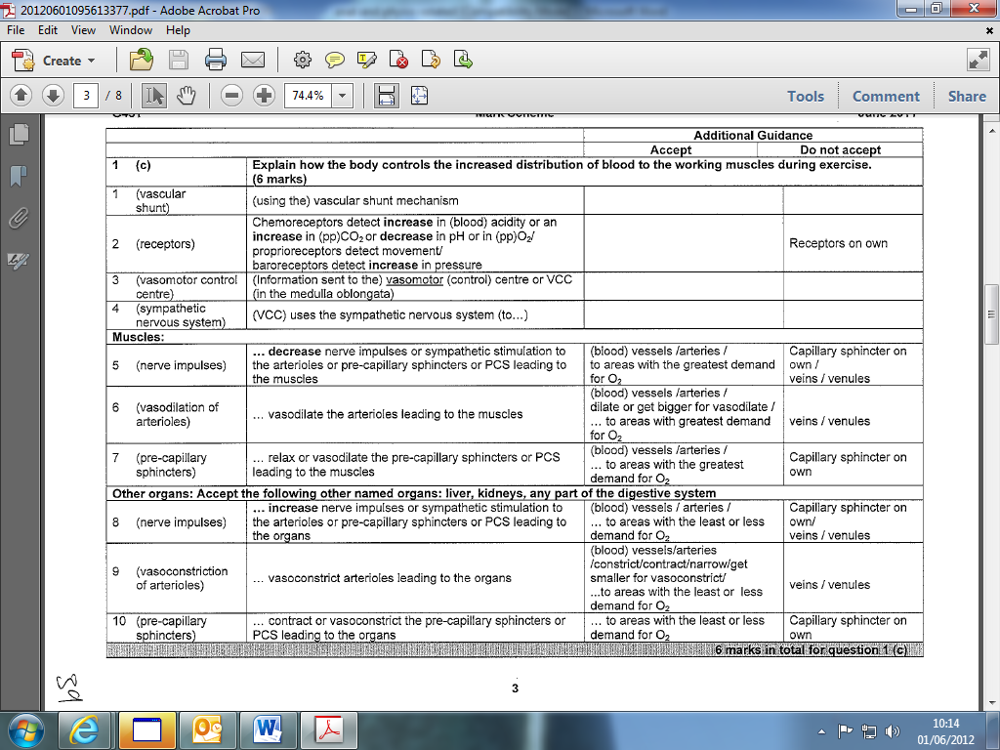 20120601095613377.pdf - Adobe Acrobat Pro
File Edit View Window Help
Create
3 / 8 74.4% Tools Comment Share
Mark Scheme
Additional Guidance
Accept Do not accept
1 (c) Explain how the body controls the increased distribution of blood to the working muscles during exercise.
(6 marks)
1 (vascular
shunt)
(using the) vascular shunt mechanism
2 (receptors)
Chemoreceptors detect increase in (blood) acidity or an
increase in (pp)CO2 or decrease in pH or in (pp)O2/
proprioreceptors detect movement/
baroreceptors detect increase in pressure
Receptors on own
3 (vasomotor control
centre)
(Information sent to the) vasomotor (control) centre or VCC
(in the medulla oblongata)
4 (sympathetic
nervous system)
(VCC) uses the sympathetic nervous system (to...)
Muscles:
5 (nerve impulses)
... decrease nerve impulses or sympathetic stimulation to
the arterioles or pre-capillary sphincters or PCS leading to
the muscles
(blood) vessels /arteries /
to areas with the greatest demand
for O2
Capillary sphincter on
own /
veins / venules
6 (vasodilation of
arterioles)
... vasodilate the arterioles leading to the muscles
(blood) vessels /arteries /
dilate or get bigger for vasodilate /
... to areas with greatest demand
for O2
veins / venules
7 (pre-capillary
sphincters)
... relax or vasodilate the pre-capillary sphincters or PCS
leading to the muscles
(blood) vessels /arteries /
... to areas with the greatest
demand for O2
Capillary sphincter on
own
Other organs: Accept the following other named organs: liver, kidneys, any part of the digestive system
8 (nerve impulses)
... increase nerve impulses or sympathetic stimulation to
the arterioles or pre-capillary sphincters or PCS leading to
the organs
(blood) vessels / arteries /
... to areas with the least or less
demand for O2
Capillary sphincter on
own/
veins / venules
9 (vasoconstriction
of arterioles)
... vasoconstrict arterioles leading to the organs
(blood) vessels/arteries
/constrict/contract/narrow/get
smaller for vasoconstrict/
...to areas with the least or less
demand for O2
veins / venules
10 (pre-capillary
sphincters)
... contract or vasoconstrict the pre-capillary sphincters or
PCS leading to the organs
... to areas with the least or less
demand for O2
Capillary sphincter on
own
6 marks in total for question 1 (c)
3
10:14
01/06/2012